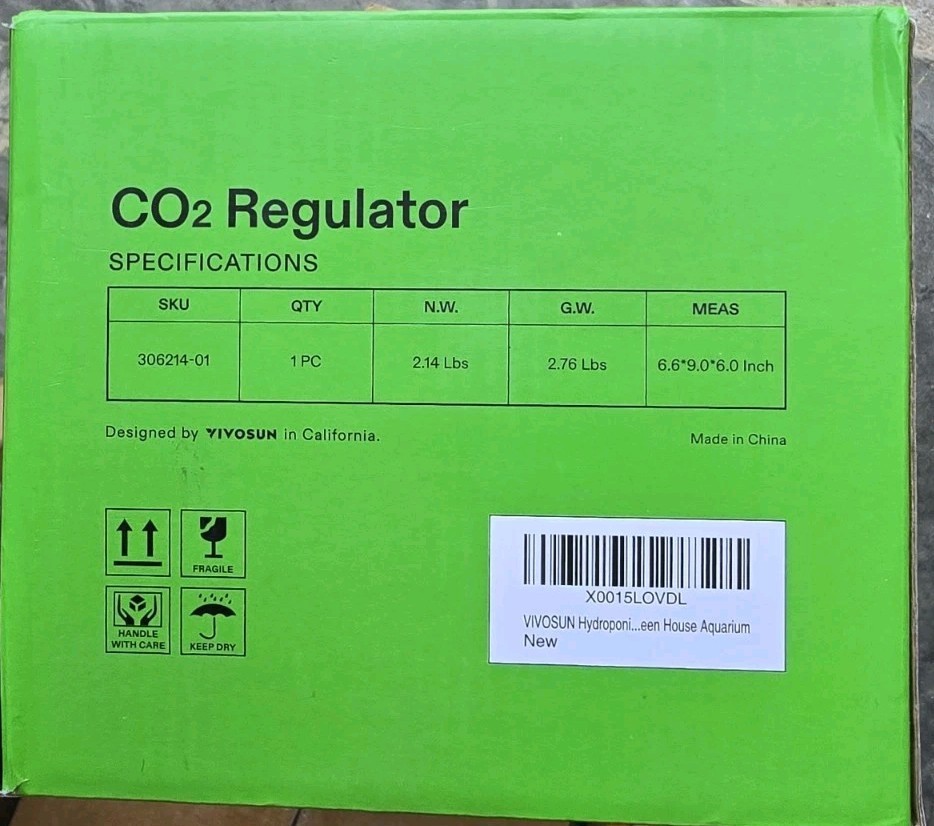 CO2 Regulator
SPECIFICATIONS
SKU QTY N.W. G.W. MEAS
306214-01 1 PC 2.14 Lbs 2.76 Lbs 6.6*9.0*6.0 Inch
Designed by VIVOSUN in California. Made in China
FRAGILE
HANDLE
WITH CARE
KEEP DRY
X0015LOVDL
VIVOSUN Hydroponi...een House Aquarium
New